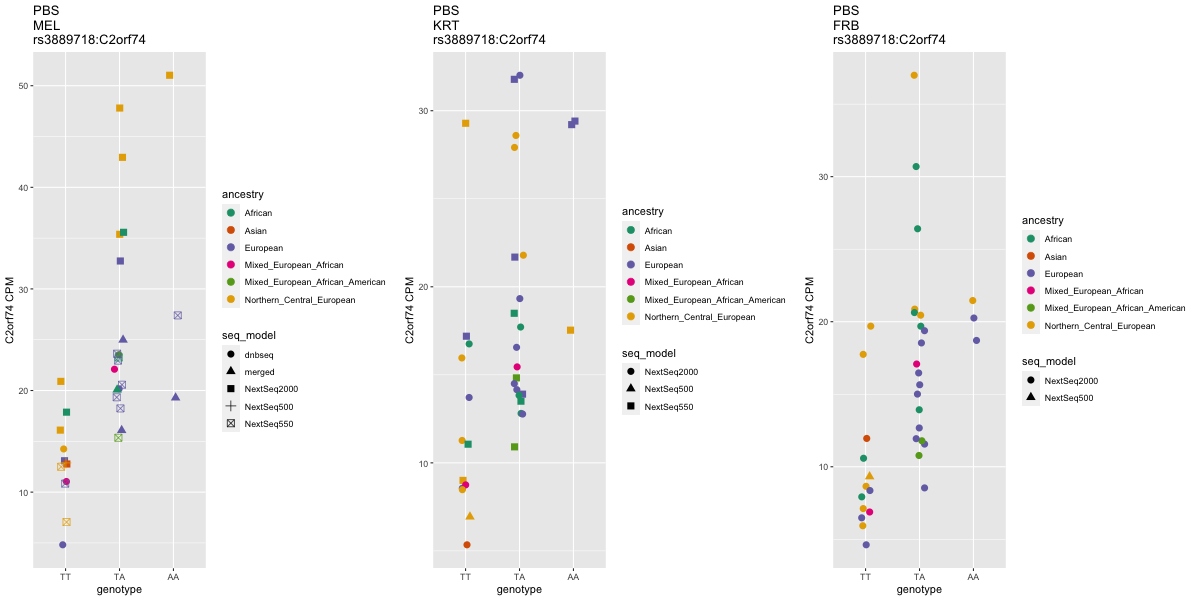 PBS
MEL
rs3889718:C2orf74
C2orf74 CPM
50
40
30
20
10
TT
TA
AA
genotype
ancestry
African
Asian
European
Mixed_European_African
Mixed_European_African_American
Northern_Central_European
seq_model
dnbseq
merged
NextSeq2000
NextSeq500
NextSeq550
PBS
KRT
rs3889718:C2orf74
C2orf74 CPM
30
20
10
TT
TA
AA
genotype
ancestry
African
Asian
European
Mixed_European_African
Mixed_European_African_American
Northern_Central_European
seq_model
NextSeq2000
NextSeq500
NextSeq550
PBS
FRB
rs3889718:C2orf74
C2orf74 CPM
30
20
10
TT
TA
AA
genotype
ancestry
African
Asian
European
Mixed_European_African
Mixed_European_African_American
Northern_Central_European
seq_model
NextSeq2000
NextSeq500